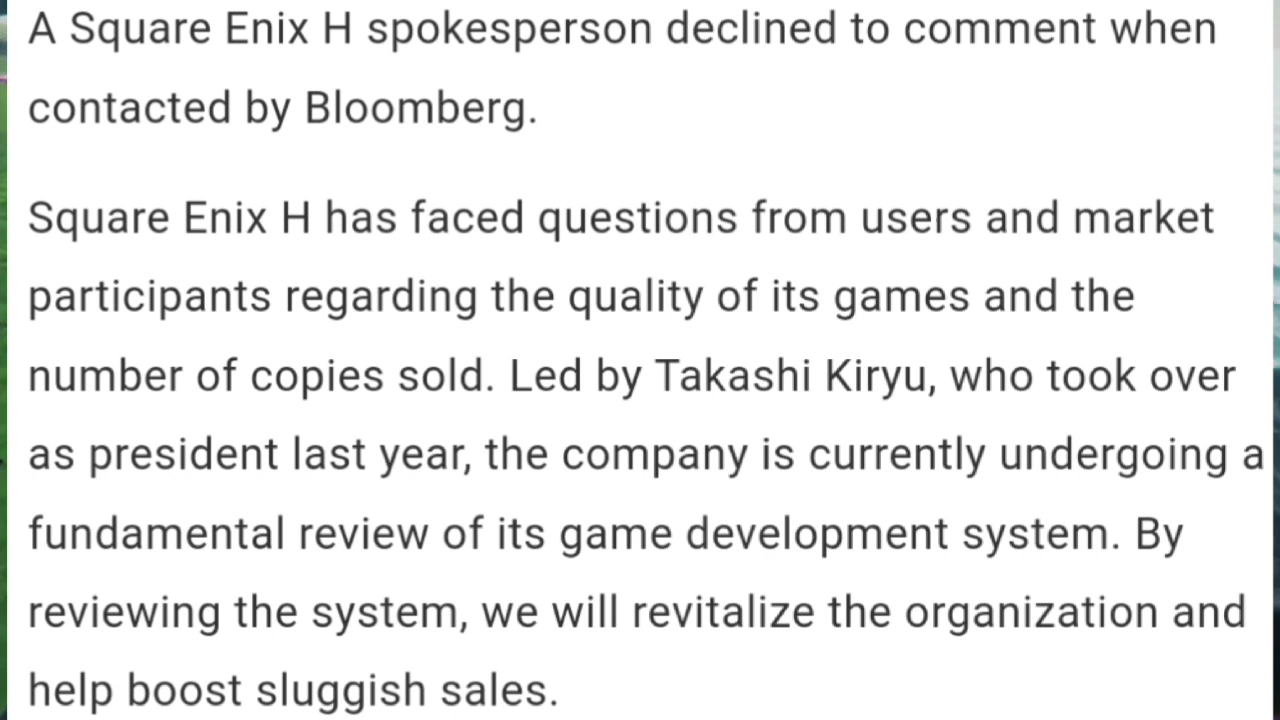 A Square Enix H spokesperson declined to comment when
contacted by Bloomberg.
Square Enix H has faced questions from users and market
participants regarding the quality of its games and the
number of copies sold. Led by Takashi Kiryu, who took over
as president last year, the company is currently undergoing a
fundamental review of its game development system. By
reviewing the system, we will revitalize the organization and
help boost sluggish sales.